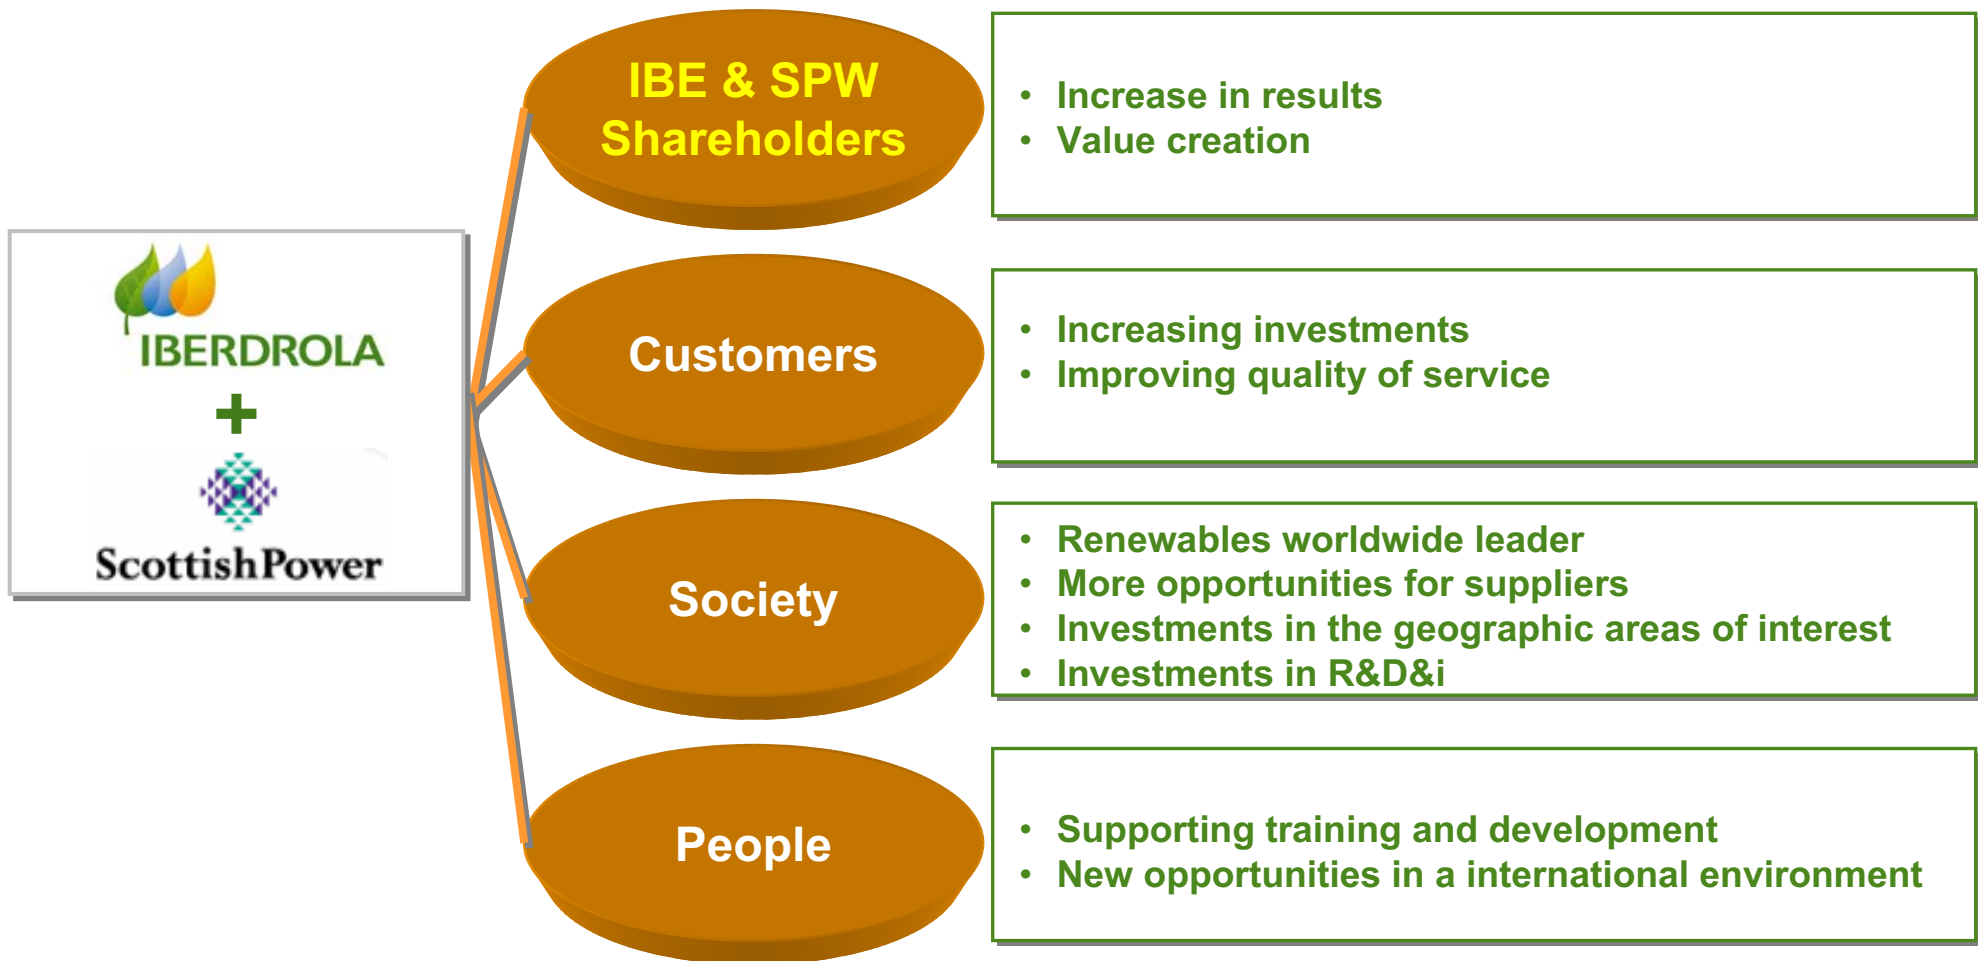 IBERDROLA
+
ScottishPower
IBE & SPW
Shareholders
• Increase in results
• Value creation
Customers
• Increasing investments
• Improving quality of service
Society
• Renewables worldwide leader
• More opportunities for suppliers
• Investments in the geographic areas of interest
• Investments in R&D&i
People
• Supporting training and development
• New opportunities in a international environment